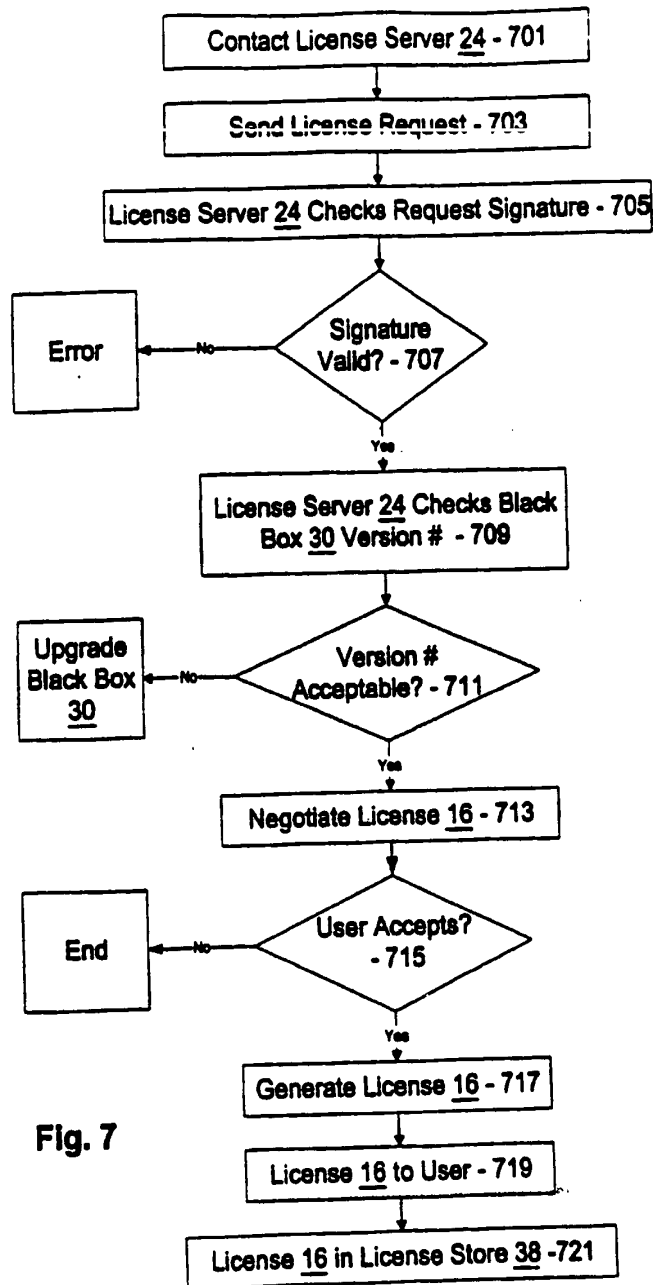 Contact License Server 24 - 701
Send License Request - 703
License Server 24 Checks Request Signature - 705
Signature
Valid? - 707
No
Error
Yes
License Server 24 Checks Black
Box 30 Version # - 709
Version #
Acceptable? - 711
No
Upgrade
Black Box
30
Yes
Negotiate License 16 - 713
User Accepts?
- 715
No
End
Yes
Generate License 16 - 717
Fig. 7
License 16 to User - 719
License 16 in License Store 38 -721